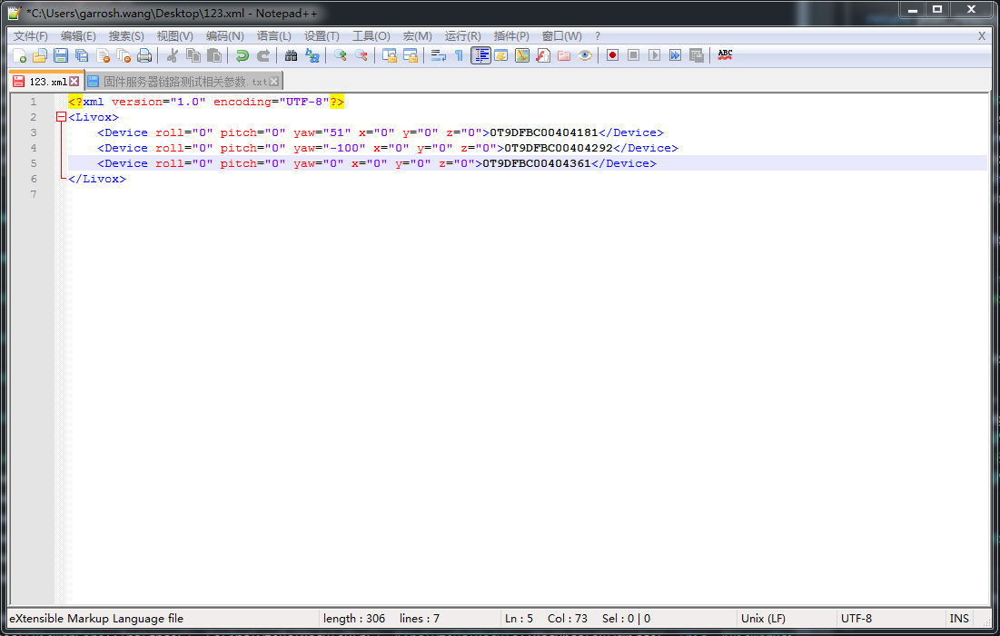 *C:\Users\garrosh.wang\Desktop\123.xml - Notepad++
文件(F) 编辑(E) 搜索(S) 视图(V) 编码(N) 语言(L) 设置(T) 工具(O) 宏(M) 运行(R) 插件(P) 窗口(W) ? X
ABC
123.xml 固件服务器链路测试相关参数.txt
1 <?xml version="1.0" encoding="UTF-8"?>
2 <Livox>
3 <Device roll="0" pitch="0" yaw="51" x="0" y="0" z="0">0T9DFBC00404181</Device>
4 <Device roll="0" pitch="0" yaw="-100" x="0" y="0" z="0">0T9DFBC00404292</Device>
5 <Device roll="0" pitch="0" yaw="0" x="0" y="0" z="0">0T9DFBC00404361</Device>
6 </Livox>
7
eXtensible Markup Language file length : 306 lines : 7 Ln : 5 Col : 73 Sel : 0 | 0 Unix (LF) UTF-8 INS